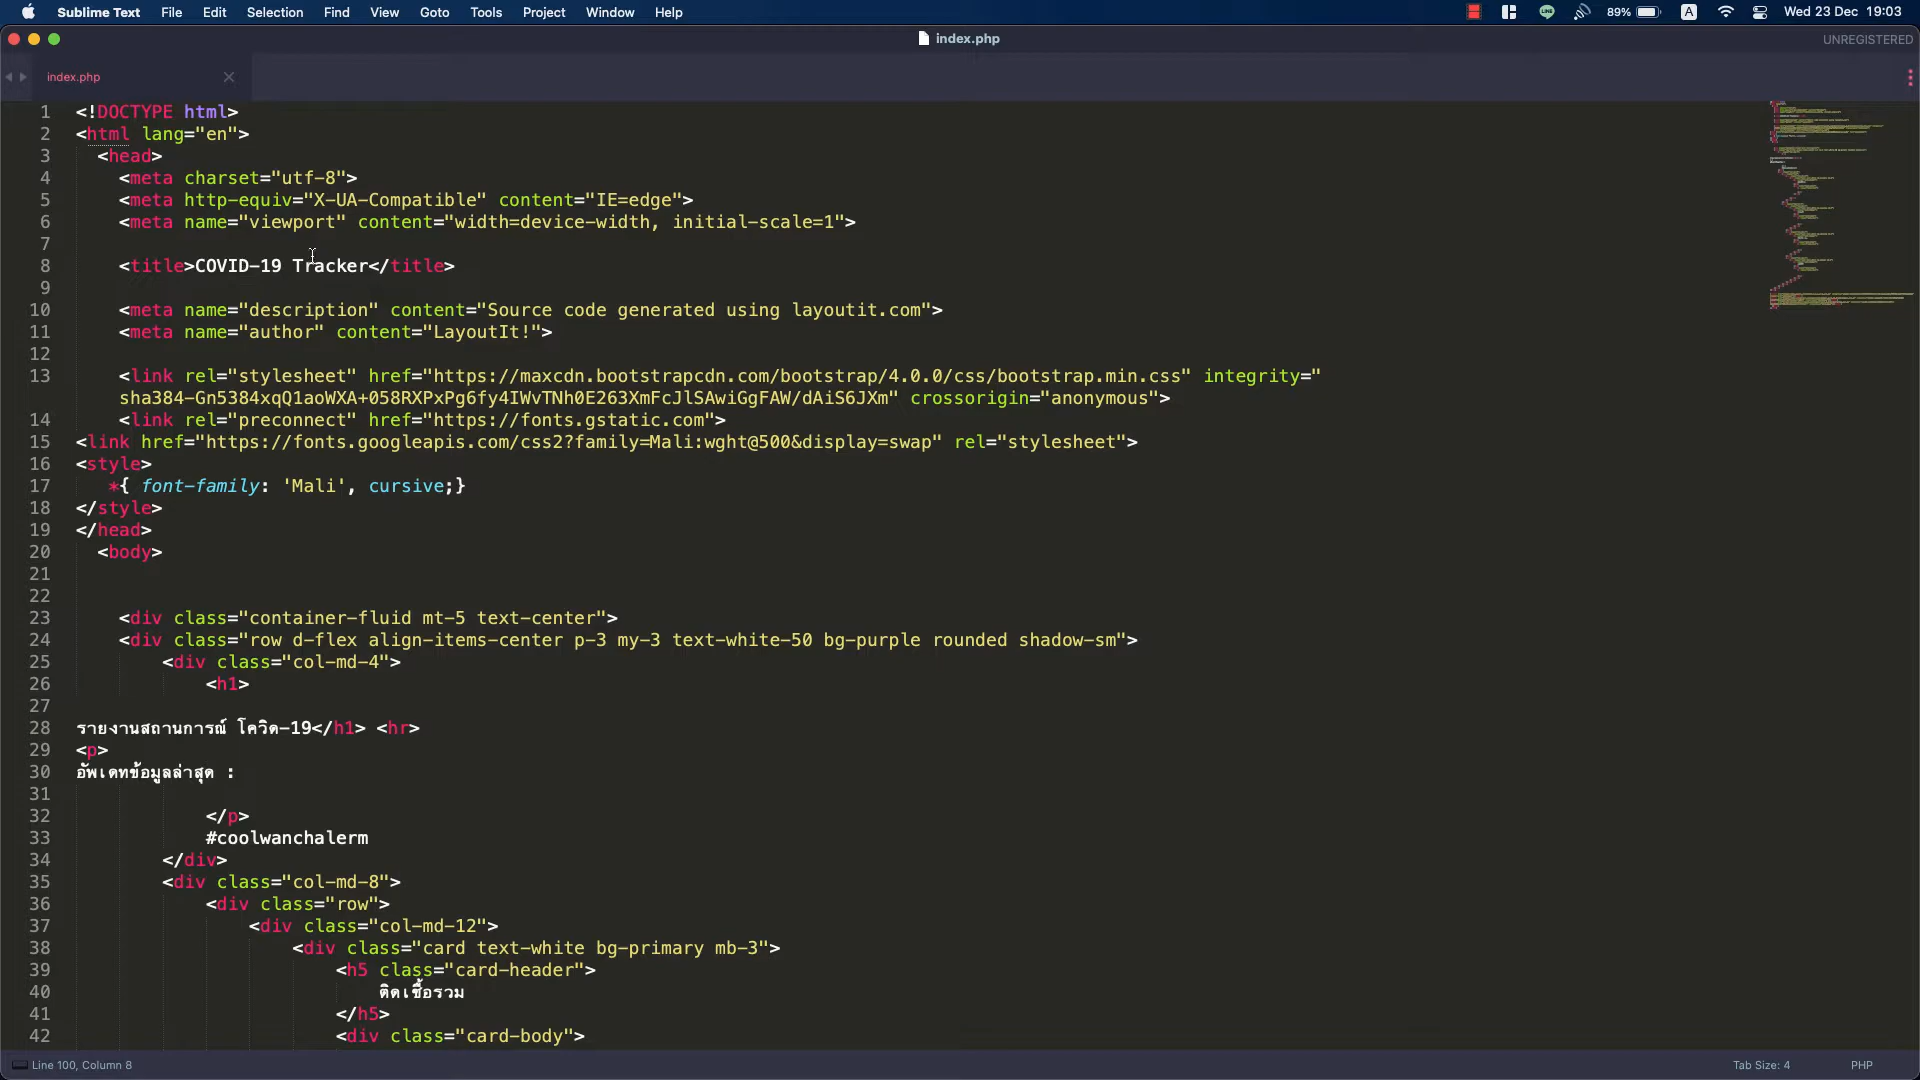 Sublime Text File Edit Selection Find View Goto Tools Project Window Help 89% A Wed 23 Dec 19:03
index.php UNREGISTERED
index.php
1 <!DOCTYPE html>
2 <html lang="en">
3 <head>
4 <meta charset="utf-8">
5 <meta http-equiv="X-UA-Compatible" content="IE=edge">
6 <meta name="viewport" content="width=device-width, initial-scale=1">
7
8 <title>COVID-19 Tracker</title>
9
10 <meta name="description" content="Source code generated using layoutit.com">
11 <meta name="author" content="LayoutIt!">
12
13 <link rel="stylesheet" href="https://maxcdn.bootstrapcdn.com/bootstrap/4.0.0/css/bootstrap.min.css" integrity="
sha384-Gn5384xqQ1aoWXA+058RXPxPg6fy4IWvTNh0E263XmFcJlSAwiGgFAW/dAiS6JXm" crossorigin="anonymous">
14 <link rel="preconnect" href="https://fonts.gstatic.com">
15 <link href="https://fonts.googleapis.com/css2?family=Mali:wght@500&display=swap" rel="stylesheet">
16 <style>
17 *{ font-family: 'Mali', cursive;}
18 </style>
19 </head>
20 <body>
21
22
23 <div class="container-fluid mt-5 text-center">
24 <div class="row d-flex align-items-center p-3 my-3 text-white-50 bg-purple rounded shadow-sm">
25 <div class="col-md-4">
26 <h1>
27
28 รายงานสถานการณ์ โควิด-19</h1> <hr>
29 <p>
30 อัพเดทข้อมูลล่าสุด :
31
32 </p>
33 #coolwanchalerm
34 </div>
35 <div class="col-md-8">
36 <div class="row">
37 <div class="col-md-12">
38 <div class="card text-white bg-primary mb-3">
39 <h5 class="card-header">
40 ติดเชื้อรวม
41 </h5>
42 <div class="card-body">
Line 100, Column 8 Tab Size: 4 PHP